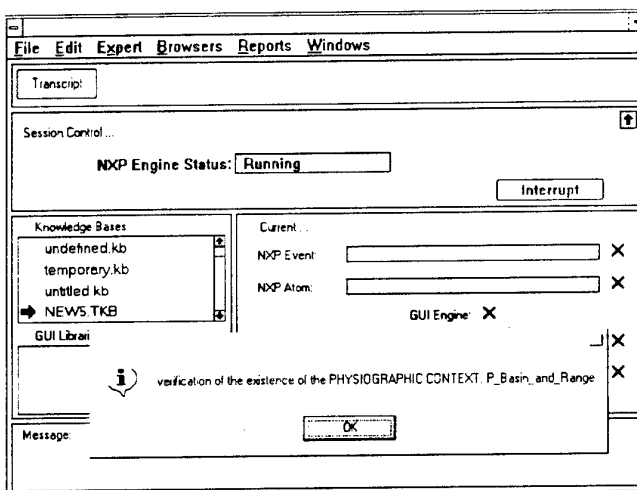 File Edit Expert Browsers Reports Windows
Transcript
Session Control ...
NXP Engine Status: Running
Interrupt
Knowledge Bases
undefined.kb
temporary.kb
untitled.kb
NEW5.TKB
GUI Librari
Current ...
NXP Event:
NXP Atom:
GUI Engine:
verification of the existence of the PHYSIOGRAPHIC CONTEXT. P_Basin_and_Range
OK
Message: